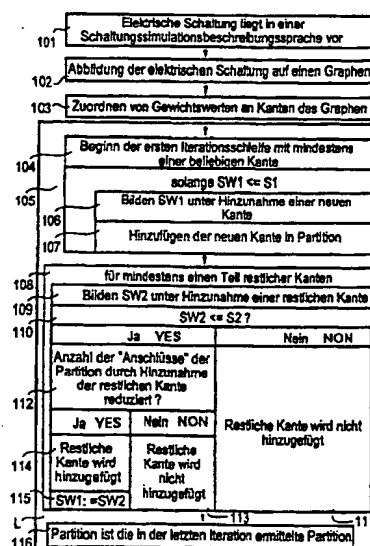 Elektrische Schaltung liegt in einer
Schaltungssimulationsbeschreibungssprache vor
101
Abbildung der elektrischen Schaltung auf einen Graphen
102
Zuordnen von Gewichtswerten an Kanten des Graphen
103
Beginn der ersten Iterationsschleife mit mindestens
einer beliebigen Kante
104
solange SW1 <= S1
105
Bilden SW1 unter Hinzunahme einer neuen
Kante
106
Hinzufügen der neuen Kante in Partition
107
für mindestens einen Teil restlicher Kanten
108
Bilden SW2 unter Hinzunahme einer restlichen Kante
109
SW2 <= S2 ?
110
Ja YES
Nein NON
Anzahl der "Anschlüsse" der
Partition durch Hinzunahme
der restlichen Kante
reduziert ?
112
Ja YES
Nein NON
Restliche Kante wird nicht
hinzugefügt
Restliche
Kante wird
hinzugefügt
114
Restliche
Kante wird
nicht
hinzugefügt
SW1: =SW2
115
113
11
Partition ist die in der letzten Iteration ermittelte Partition
116